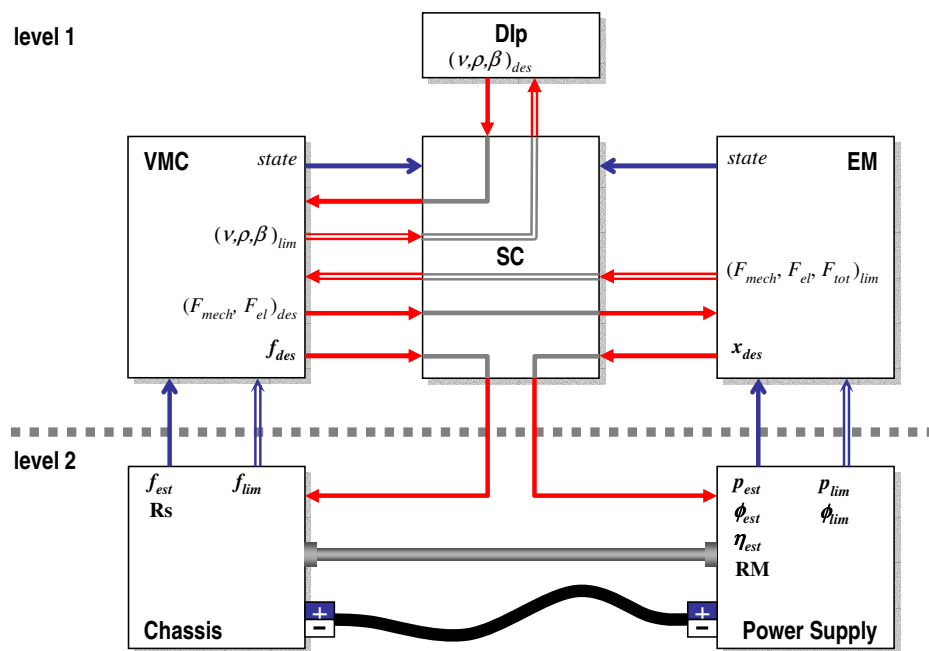 level 1
DIp
(ν,ρ,β)des
VMC
state
state
EM
(ν,ρ,β)lim
SC
(Fmech, Fel, Ftot)lim
(Fmech, Fel)des
fdes
xdes
level 2
fest flim
Rs
pest plim
ϕest ϕlim
ηest
RM
+
−
+
−
Chassis
Power Supply